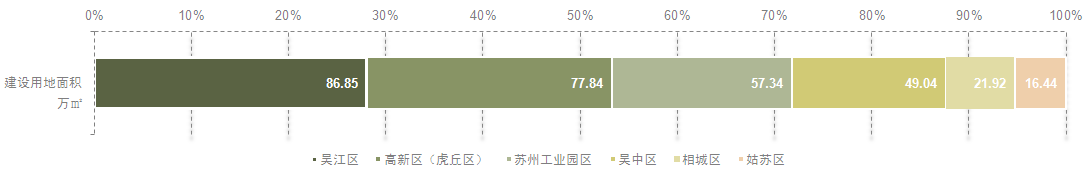 0% 10% 20% 30% 40% 50% 60% 70% 80% 90% 100%
建设用地面积
万㎡
86.85 77.84 57.34 49.04 21.92 16.44
吴江区 高新区（虎丘区） 苏州工业园区 吴中区 相城区 姑苏区